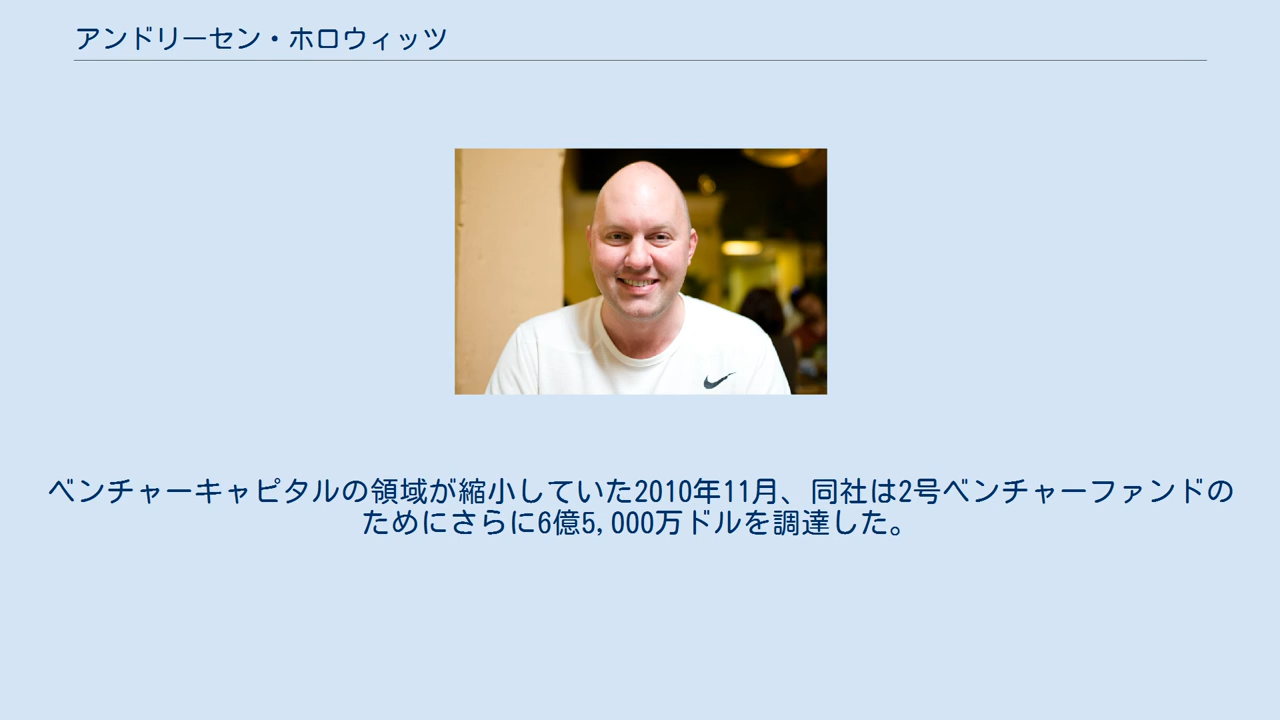 アンドリーセン・ホロウィッツ
ベンチャーキャピタルの領域が縮小していた2010年11月、同社は2号ベンチャーファンドの
ためにさらに6億5,000万ドルを調達した。